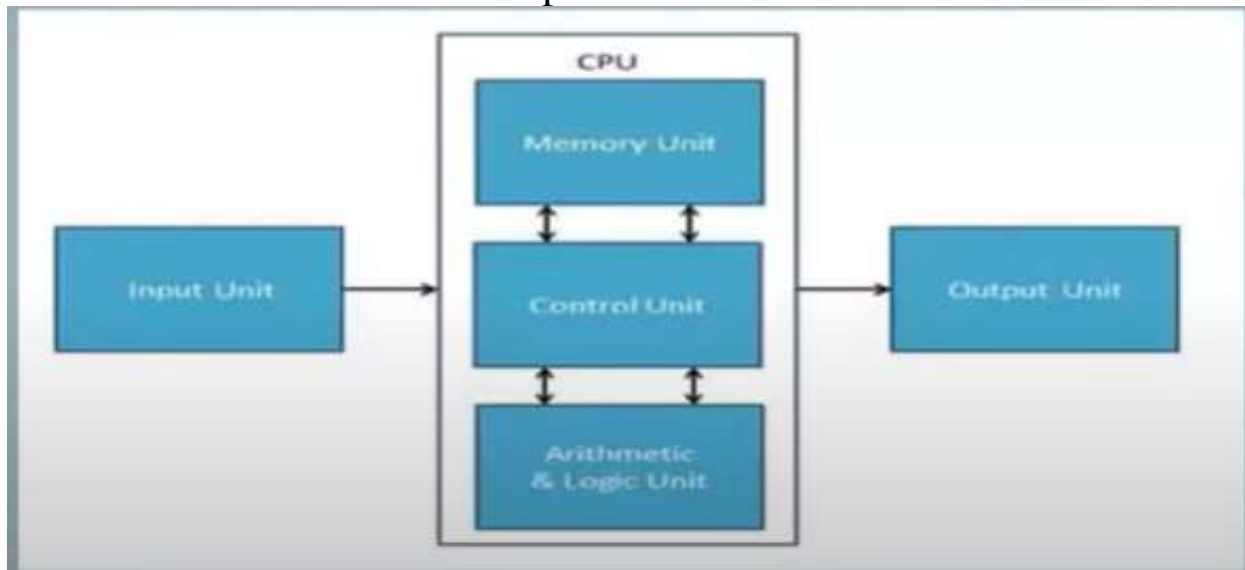 CPU
Memory Unit
Input Unit
Control Unit
Output Unit
Arithmetic
& Logic Unit